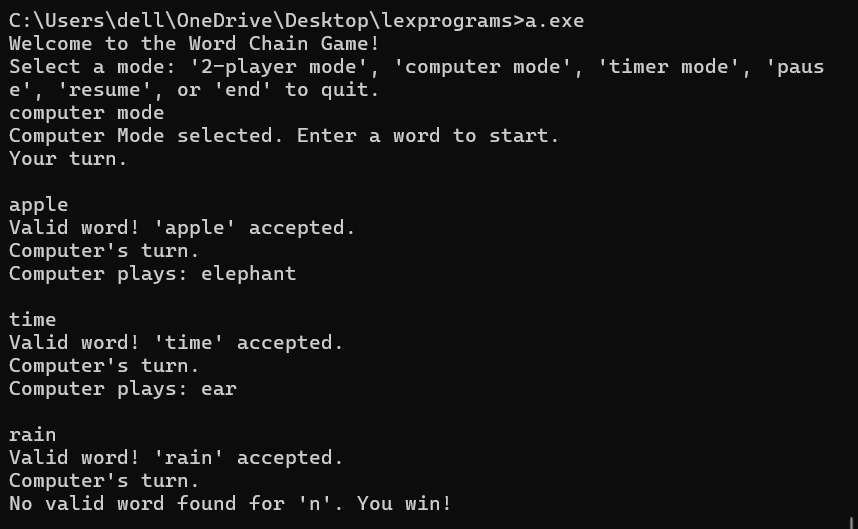 C:\Users\dell\OneDrive\Desktop\lexprograms>a.exe
Welcome to the Word Chain Game!
Select a mode: '2-player mode', 'computer mode', 'timer mode', 'paus
e', 'resume', or 'end' to quit.
computer mode
Computer Mode selected. Enter a word to start.
Your turn.

apple
Valid word! 'apple' accepted.
Computer's turn.
Computer plays: elephant

time
Valid word! 'time' accepted.
Computer's turn.
Computer plays: ear

rain
Valid word! 'rain' accepted.
Computer's turn.
No valid word found for 'n'. You win!